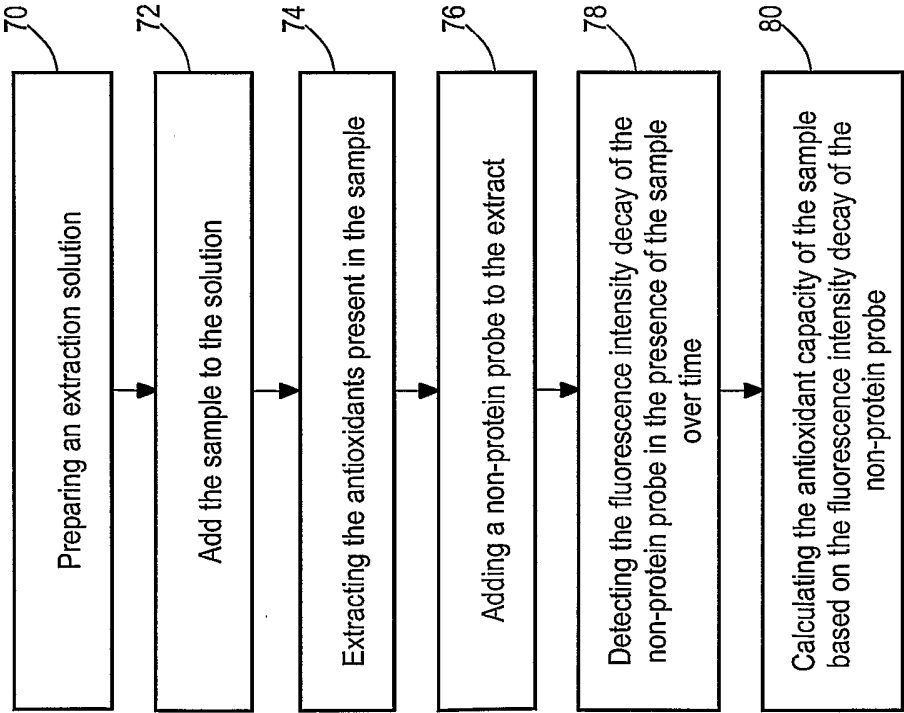 70
Preparing an extraction solution
72
Add the sample to the solution
74
Extracting the antioxidants present in the sample
76
Adding a non-protein probe to the extract
78
Detecting the fluorescence intensity decay of the
non-protein probe in the presence of the sample
over time
80
Calculating the antioxidant capacity of the sample
based on the fluorescence intensity decay of the
non-protein probe